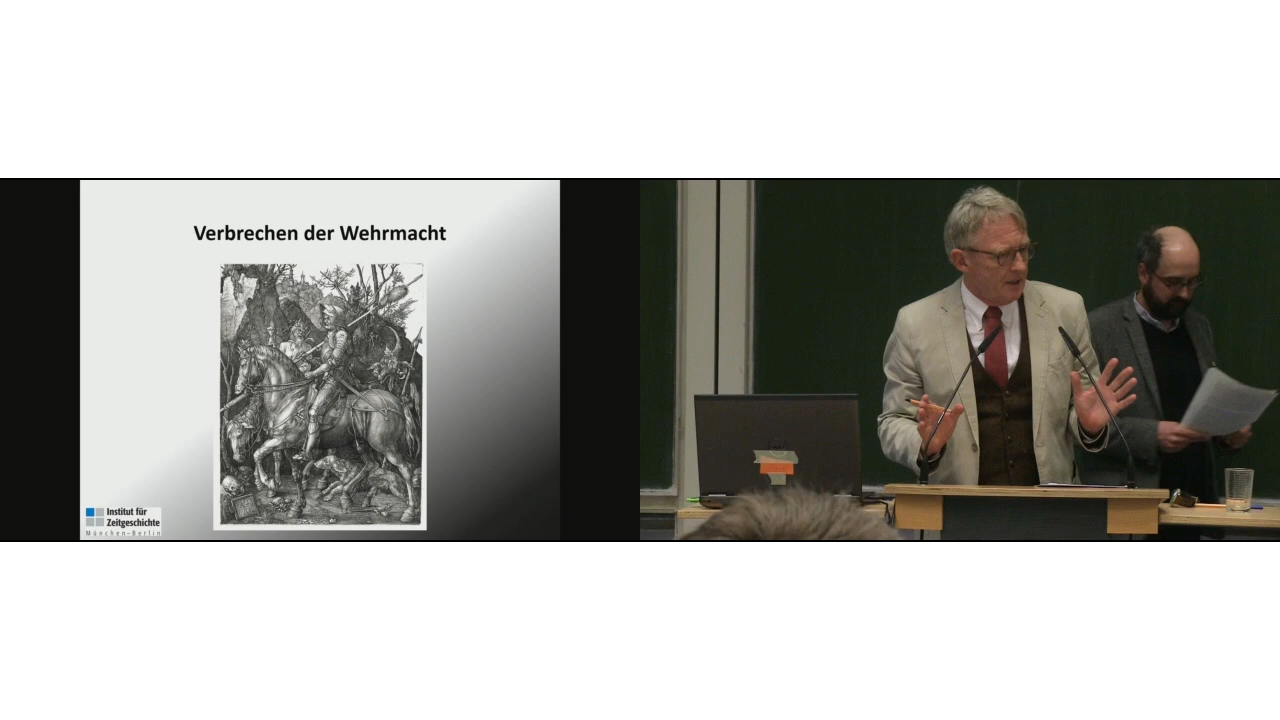 Verbrechen der Wehrmacht
Institut für
Zeitgeschichte
München-Berlin